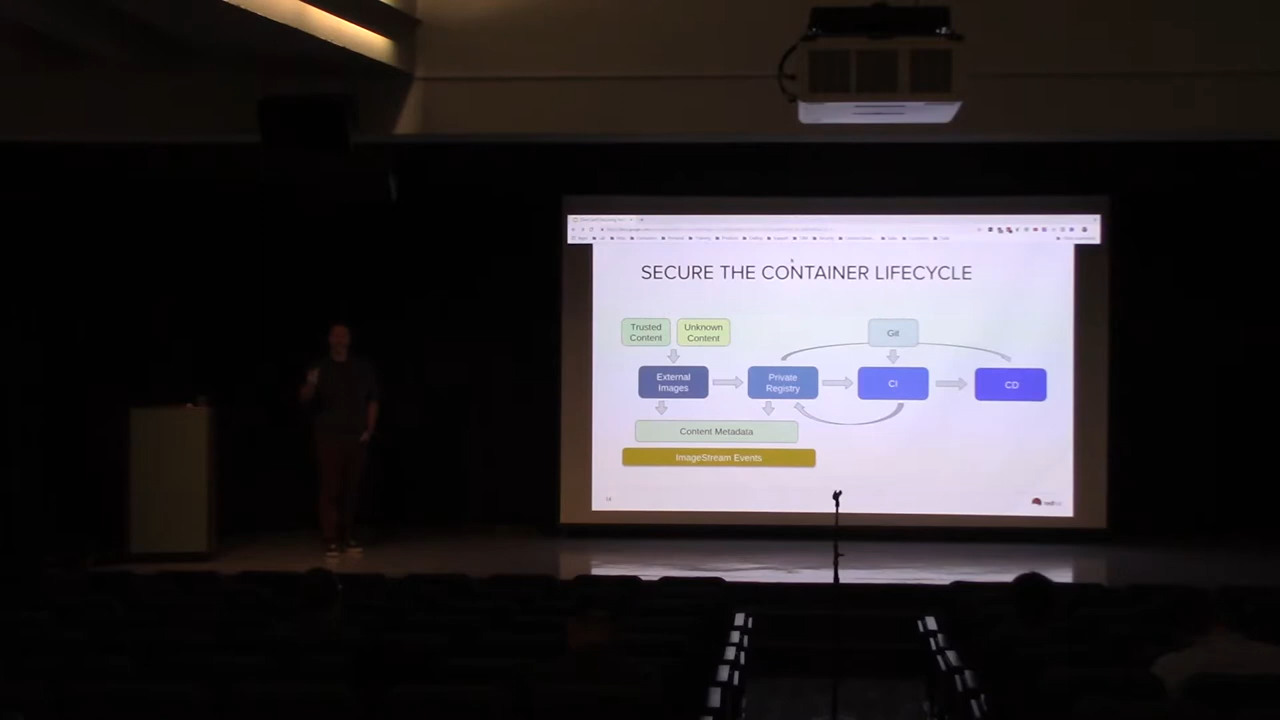 SECURE THE CONTAINER LIFECYCLE
Trusted
Content
Unknown
Content
Git
External
Images
Private
Registry
CI
CD
Content Metadata
ImageStream Events
redhat